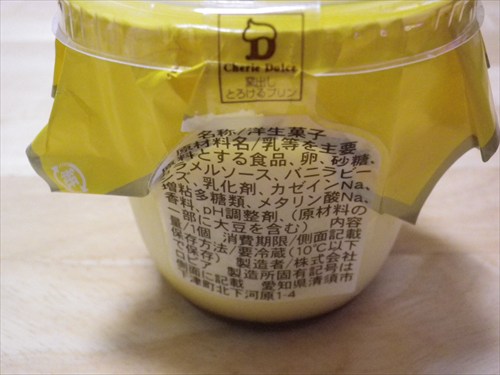 Cherie Dolce
窯出し
とろけるプリン
名称/洋生菓子
原材料名/乳等を主要
原料とする食品、卵、砂糖、
カラメルソース、バニラビー
ンズ、乳化剤、カゼインNa、
増粘多糖類、メタリン酸Na、
香料、pH調整剤、(原材料の
一部に大豆を含む) 内容
量/1個 消費期限/側面記載
保存方法/要冷蔵(10℃以下
で保存) 製造者/株式会社
ロピア 製造所固有記号は
側面に記載 愛知県清須市
阿原町北下河原1-4